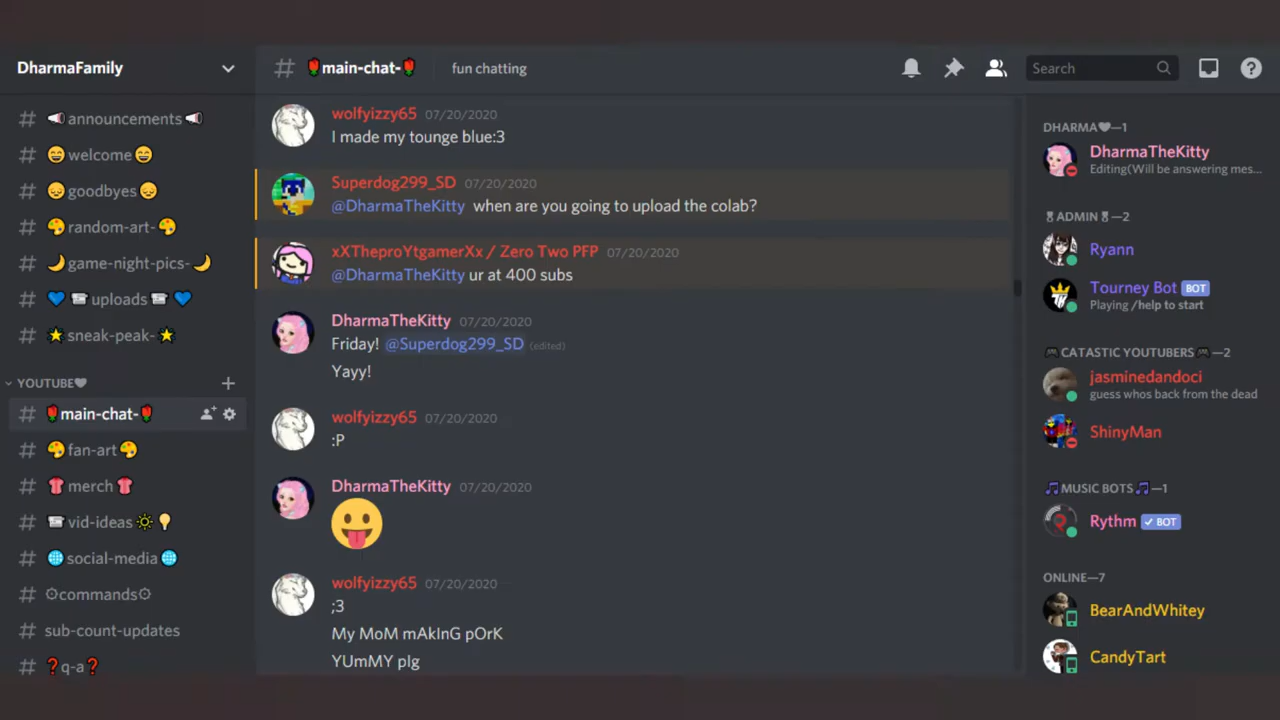 DharmaFamily
# 📣announcements📣
# 😄welcome😄
# 😞goodbyes😞
# 🎨random-art-🎨
# 🌙game-night-pics-🌙
# 💙🧻uploads🧻💙
# ⭐sneak-peak-⭐
YOUTUBE🖤
# 🌹main-chat-🌹
# 🎨fan-art🎨
# 👚merch👚
# 🧻vid-ideas🔅💡
# 🌐social-media🌐
# ⚙commands⚙
# sub-count-updates
# ❓q-a❓
# 🌹main-chat-🌹 fun chatting
Search
wolfyizzy65 07/20/2020
I made my tounge blue:3
Superdog299_SD 07/20/2020
@DharmaTheKitty when are you going to upload the colab?
xXTheproYtgamerXx / Zero Two PFP 07/20/2020
@DharmaTheKitty ur at 400 subs
DharmaTheKitty 07/20/2020
Friday! @Superdog299_SD (edited)
Yayy!
wolfyizzy65 07/20/2020
:P
DharmaTheKitty 07/20/2020
😛
wolfyizzy65 07/20/2020
;3
My MoM mAkInG pOrK
YUmMY pIg
DHARMA🖤—1
DharmaTheKitty
Editing(Will be answering mes...
🎖ADMIN🎖—2
Ryann
Tourney Bot BOT
Playing /help to start
🎮CATASTIC YOUTUBERS🎮—2
jasminedandoci
guess whos back from the dead
ShinyMan
🎵MUSIC BOTS🎵—1
Rythm ✓ BOT
ONLINE—7
BearAndWhitey
CandyTart